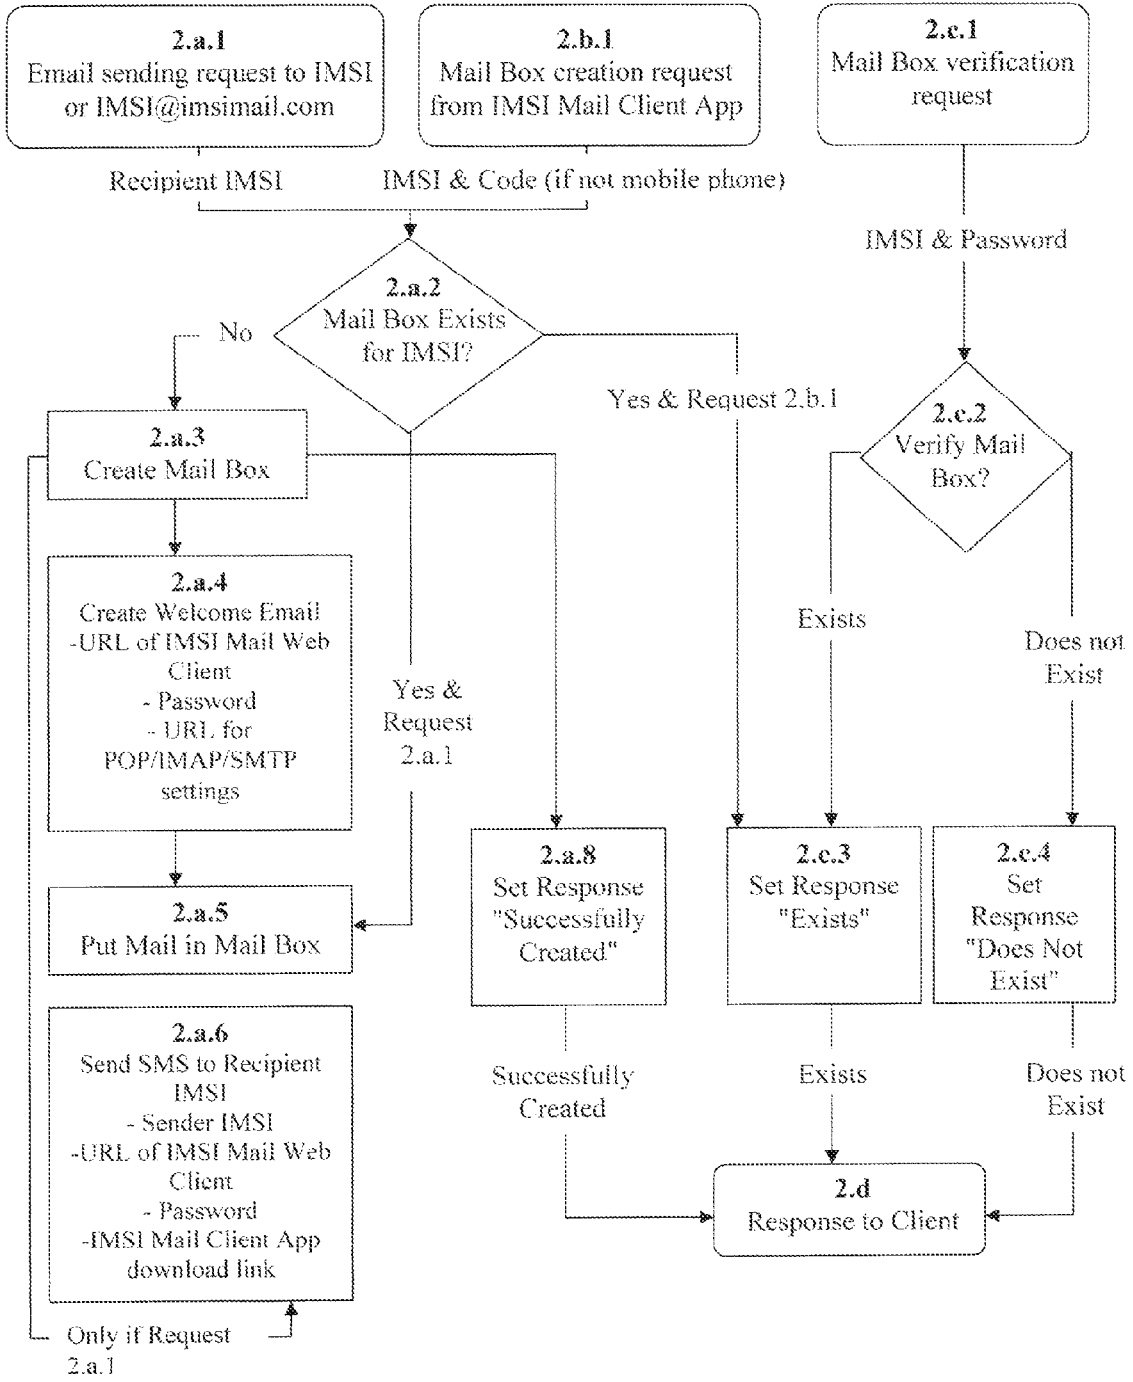 2.a.1
Email sending request to IMSI
or IMSI@imsimail.com
2.b.1
Mail Box creation request
from IMSI Mail Client App
2.c.1
Mail Box verification
request
Recipient IMSI
IMSI & Code (if not mobile phone)
IMSI & Password
2.a.2
Mail Box Exists
for IMSI?
No
Yes & Request 2.b.1
2.c.2
Verify Mail
Box?
2.a.3
Create Mail Box
2.a.4
Create Welcome Email
-URL of IMSI Mail Web
Client
- Password
- URL for
POP/IMAP/SMTP
settings
Yes &
Request
2.a.1
Exists
Does not
Exist
2.a.5
Put Mail in Mail Box
2.a.8
Set Response
"Successfully
Created"
2.c.3
Set Response
"Exists"
2.c.4
Set
Response
"Does Not
Exist"
2.a.6
Send SMS to Recipient
IMSI
- Sender IMSI
-URL of IMSI Mail Web
Client
- Password
-IMSI Mail Client App
download link
Successfully
Created
Exists
Does not
Exist
2.d
Response to Client
Only if Request
2.a.1